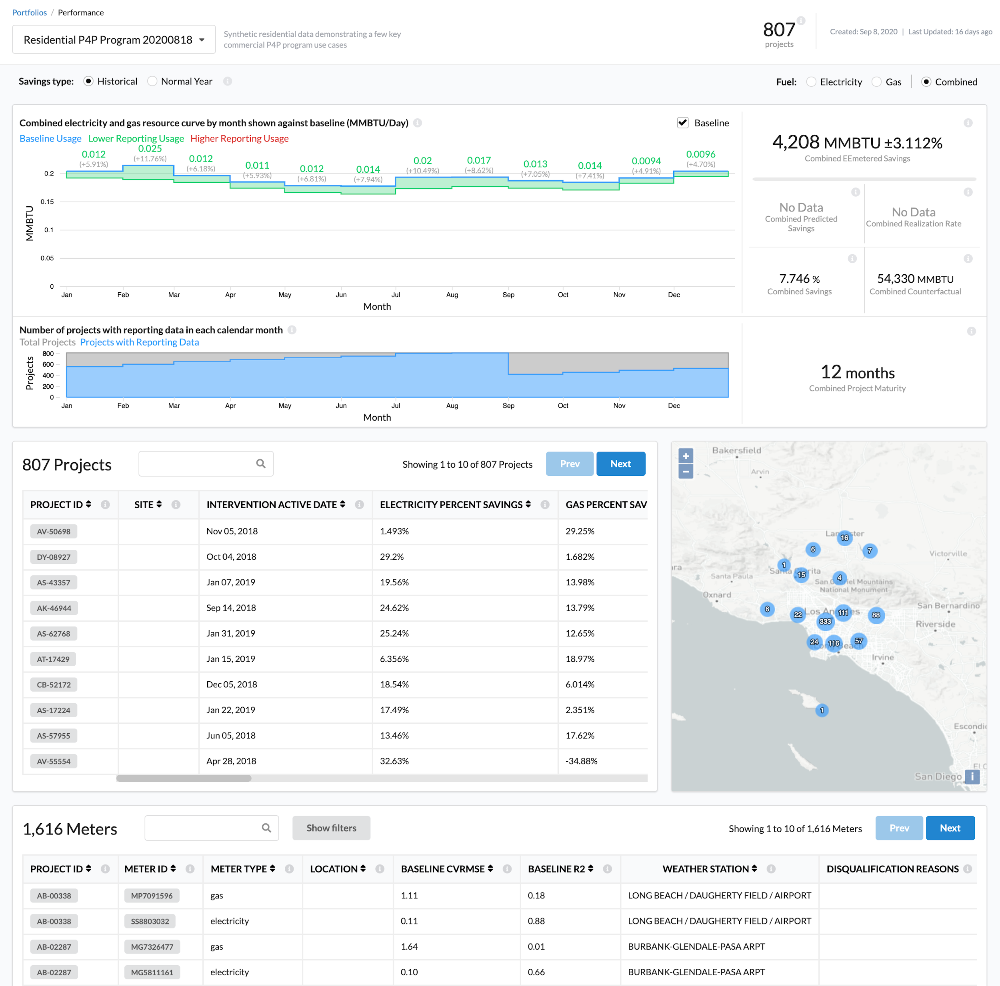 Portfolios / Performance
Residential P4P Program 20200818
Synthetic residential data demonstrating a few key
commercial P4P program use cases
807
projects
Created: Sep 8, 2020 | Last Updated: 16 days ago
Savings type: Historical Normal Year
Fuel: Electricity Gas Combined
Combined electricity and gas resource curve by month shown against baseline (MMBTU/Day)
Baseline
Baseline Usage Lower Reporting Usage Higher Reporting Usage
0.012 0.025 0.012 0.011 0.012 0.014 0.02 0.017 0.013 0.014 0.0094 0.0096
(+5.91%) (+11.76%) (+6.18%) (+5.93%) (+6.81%) (+7.94%) (+10.49%) (+8.62%) (+7.05%) (+7.41%) (+4.91%) (+4.70%)
0.2
0.15
0.1
0.05
0
MMBTU
Jan Feb Mar Apr May Jun Jul Aug Sep Oct Nov Dec
Month
4,208 MMBTU ±3.112%
Combined EEmetered Savings
No Data
Combined Predicted
Savings
No Data
Combined Realization Rate
7.746 %
Combined Savings
54,330 MMBTU
Combined Counterfactual
Number of projects with reporting data in each calendar month
Total Projects Projects with Reporting Data
800
600
400
200
0
Projects
Jan Feb Mar Apr May Jun Jul Aug Sep Oct Nov Dec
Month
12 months
Combined Project Maturity
807 Projects
Showing 1 to 10 of 807 Projects
Prev Next
PROJECT ID SITE INTERVENTION ACTIVE DATE ELECTRICITY PERCENT SAVINGS GAS PERCENT SAV
AV-50698 Nov 05, 2018 1.493% 29.25%
DY-08927 Oct 04, 2018 29.2% 1.682%
AS-43357 Jan 07, 2019 19.56% 13.98%
AK-46944 Sep 14, 2018 24.62% 13.79%
AS-62768 Jan 31, 2019 25.24% 12.65%
AT-17429 Jan 15, 2019 6.356% 18.97%
CB-52172 Dec 05, 2018 18.54% 6.014%
AS-17224 Jan 22, 2019 17.49% 2.351%
AS-57955 Jun 05, 2018 13.46% 17.62%
AV-55554 Apr 28, 2018 32.63% -34.88%
+
−
Bakersfield
Arvin
Lancaster
16
6
7
Victorville
1
Santa Clarita
15
Santa Paula
4
San Gabriel Mountains
National Monument
Oxnard
San Bernardino
6
22
Los Angeles
111
88
333
Riverside
24
116
57
Long Beach
Irvine
1
Escondi
San Diego
i
1,616 Meters
Show filters
Showing 1 to 10 of 1,616 Meters
Prev Next
PROJECT ID METER ID METER TYPE LOCATION BASELINE CVRMSE BASELINE R2 WEATHER STATION DISQUALIFICATION REASONS
AB-00338 MP7091596 gas 1.11 0.18 LONG BEACH / DAUGHERTY FIELD / AIRPORT
AB-00338 SS8803032 electricity 0.11 0.88 LONG BEACH / DAUGHERTY FIELD / AIRPORT
AB-02287 MG7326477 gas 1.64 0.01 BURBANK-GLENDALE-PASA ARPT
AB-02287 MG5811161 electricity 0.10 0.66 BURBANK-GLENDALE-PASA ARPT